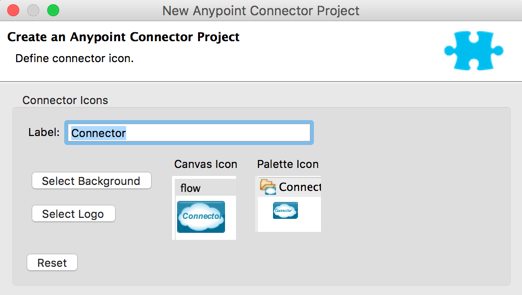 New Anypoint Connector Project
Create an Anypoint Connector Project
Define connector icon.
Connector Icons
Label: Connector
Canvas Icon Palette Icon
Select Background
flow
Connect
Connector
Connector
Select Logo
Reset